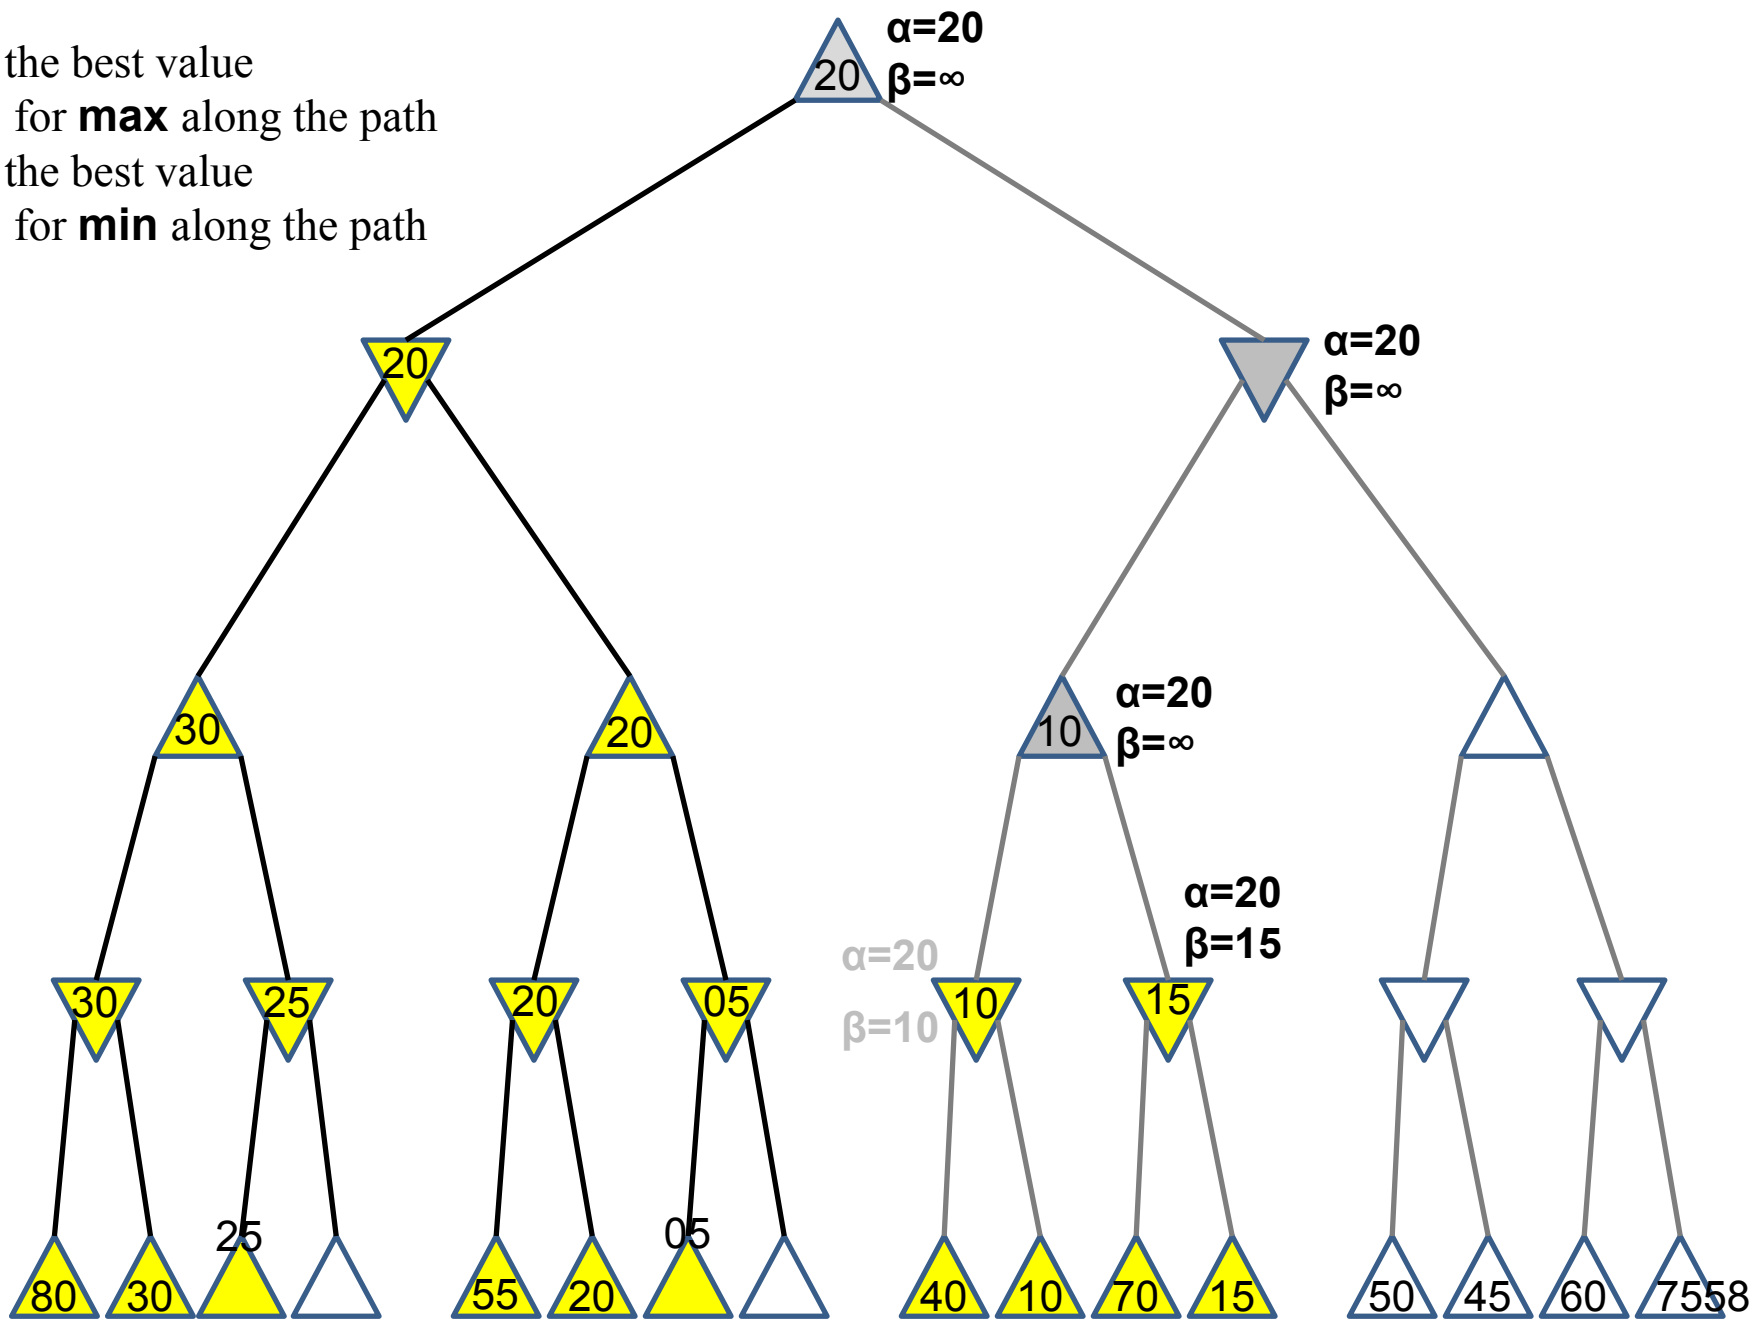 α=20
the best value
20
β=∞
for max along the path
the best value
for min along the path
20
α=20
β=∞
30
20
10
α=20
β=∞
α=20
β=15
α=20
β=10
30
25
20
05
10
15
25
05
80
30
55
20
40
10
70
15
50
45
60
7558